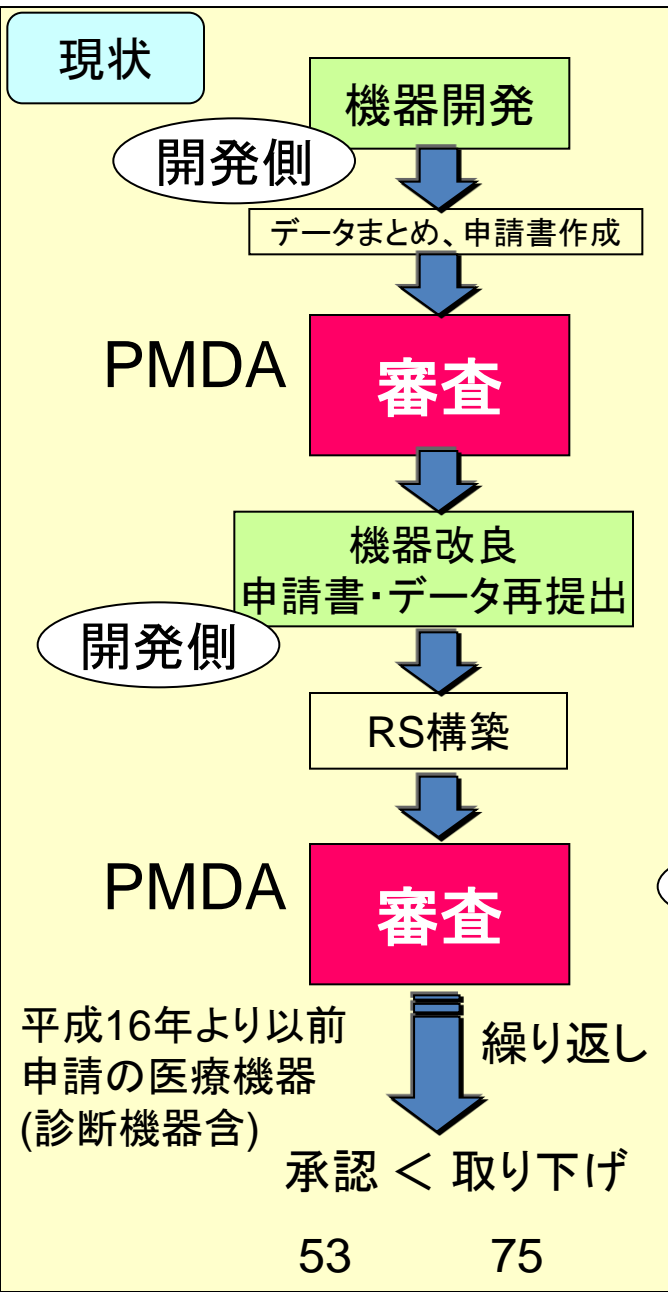 現状
機器開発
開発側
データまとめ、申請書作成
PMDA
審査
機器改良
申請書・データ再提出
開発側
RS構築
PMDA
審査
平成16年より以前
申請の医療機器
(診断機器含)
繰り返し
承認 ＜ 取り下げ
53 75